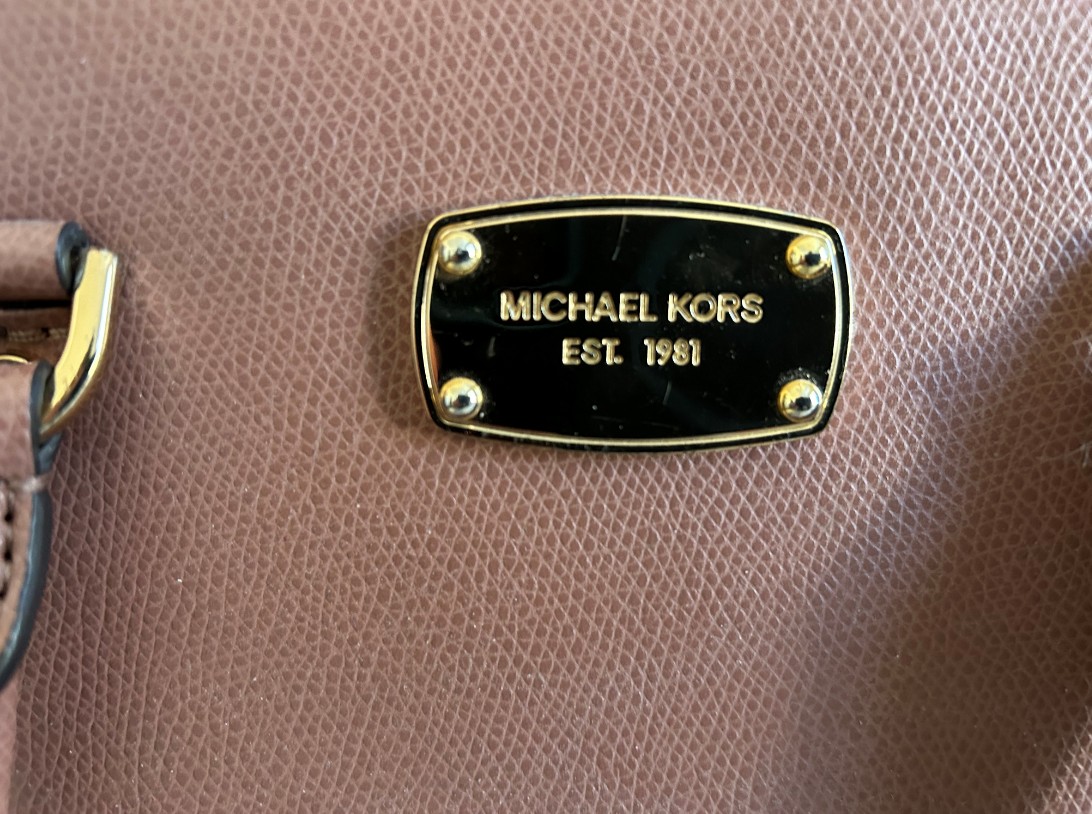 MICHAEL KORS
EST. 1981